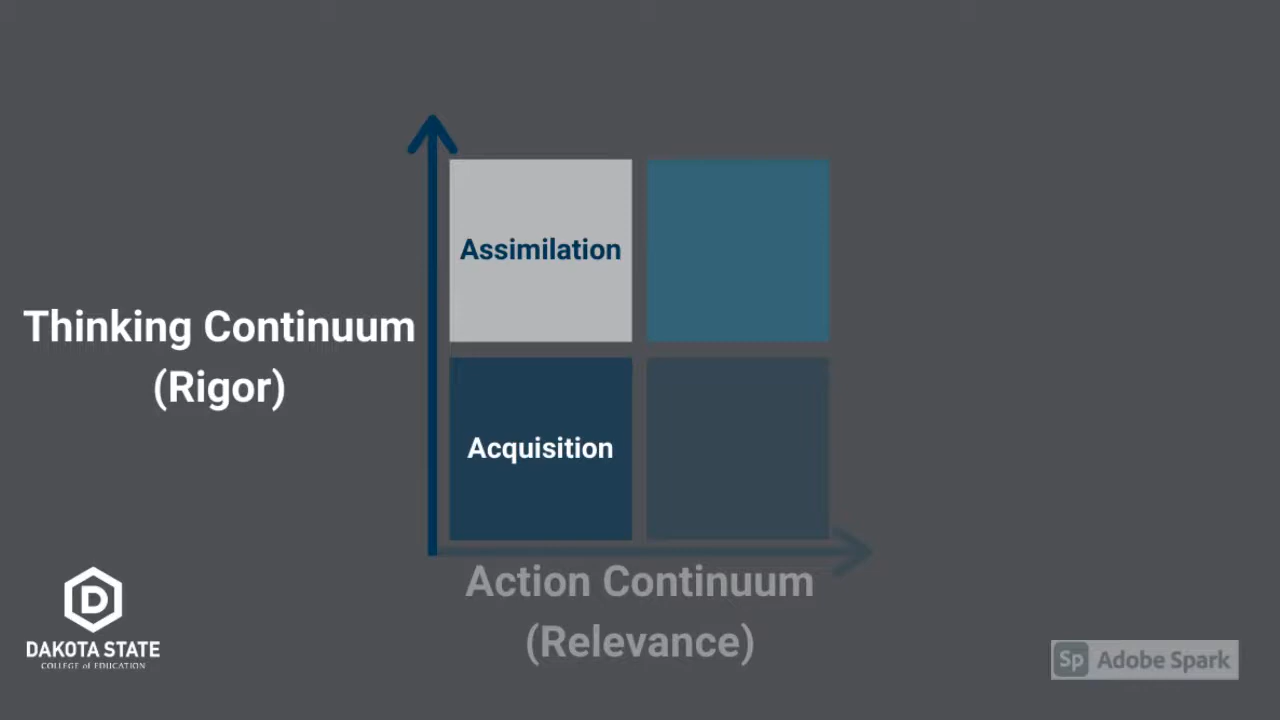 Assimilation
Thinking Continuum
(Rigor)
Acquisition
Action Continuum
(Relevance)
D
DAKOTA STATE
COLLEGE of EDUCATION
Sp Adobe Spark